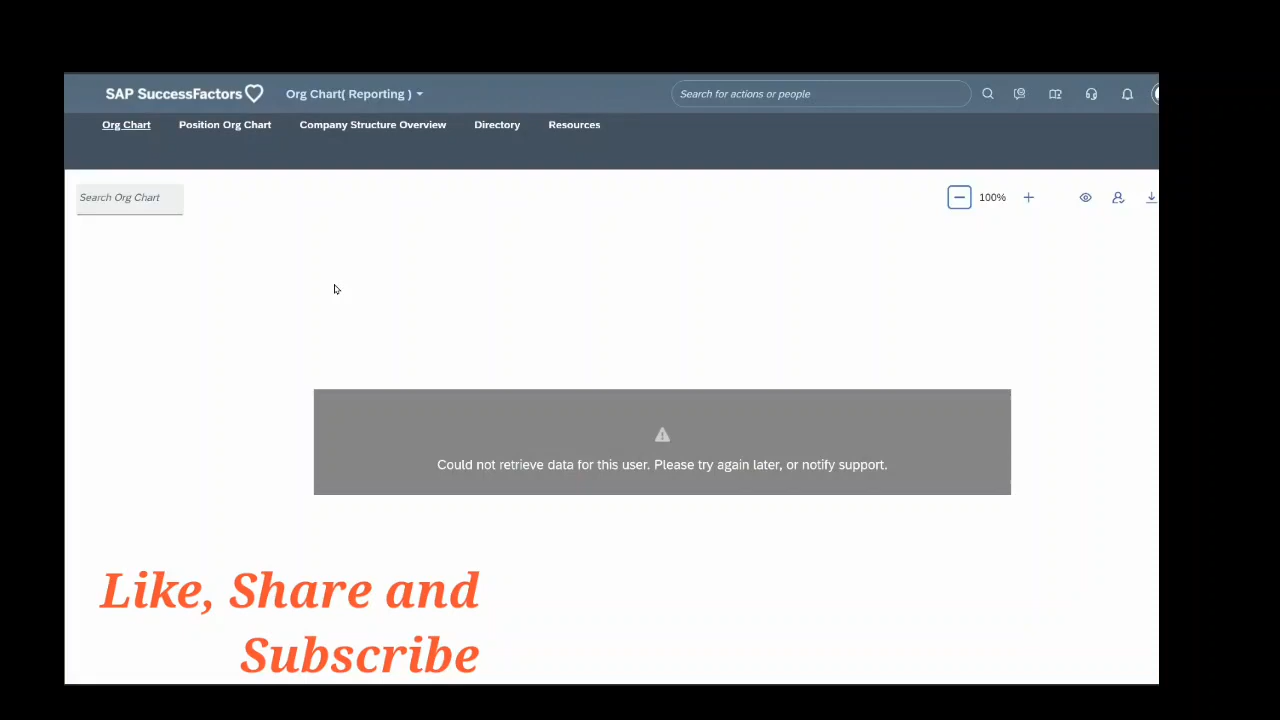 SAP SuccessFactors Org Chart( Reporting ) Search for actions or people
Org Chart Position Org Chart Company Structure Overview Directory Resources
Search Org Chart 100%
Could not retrieve data for this user. Please try again later, or notify support.
Like, Share and
Subscribe